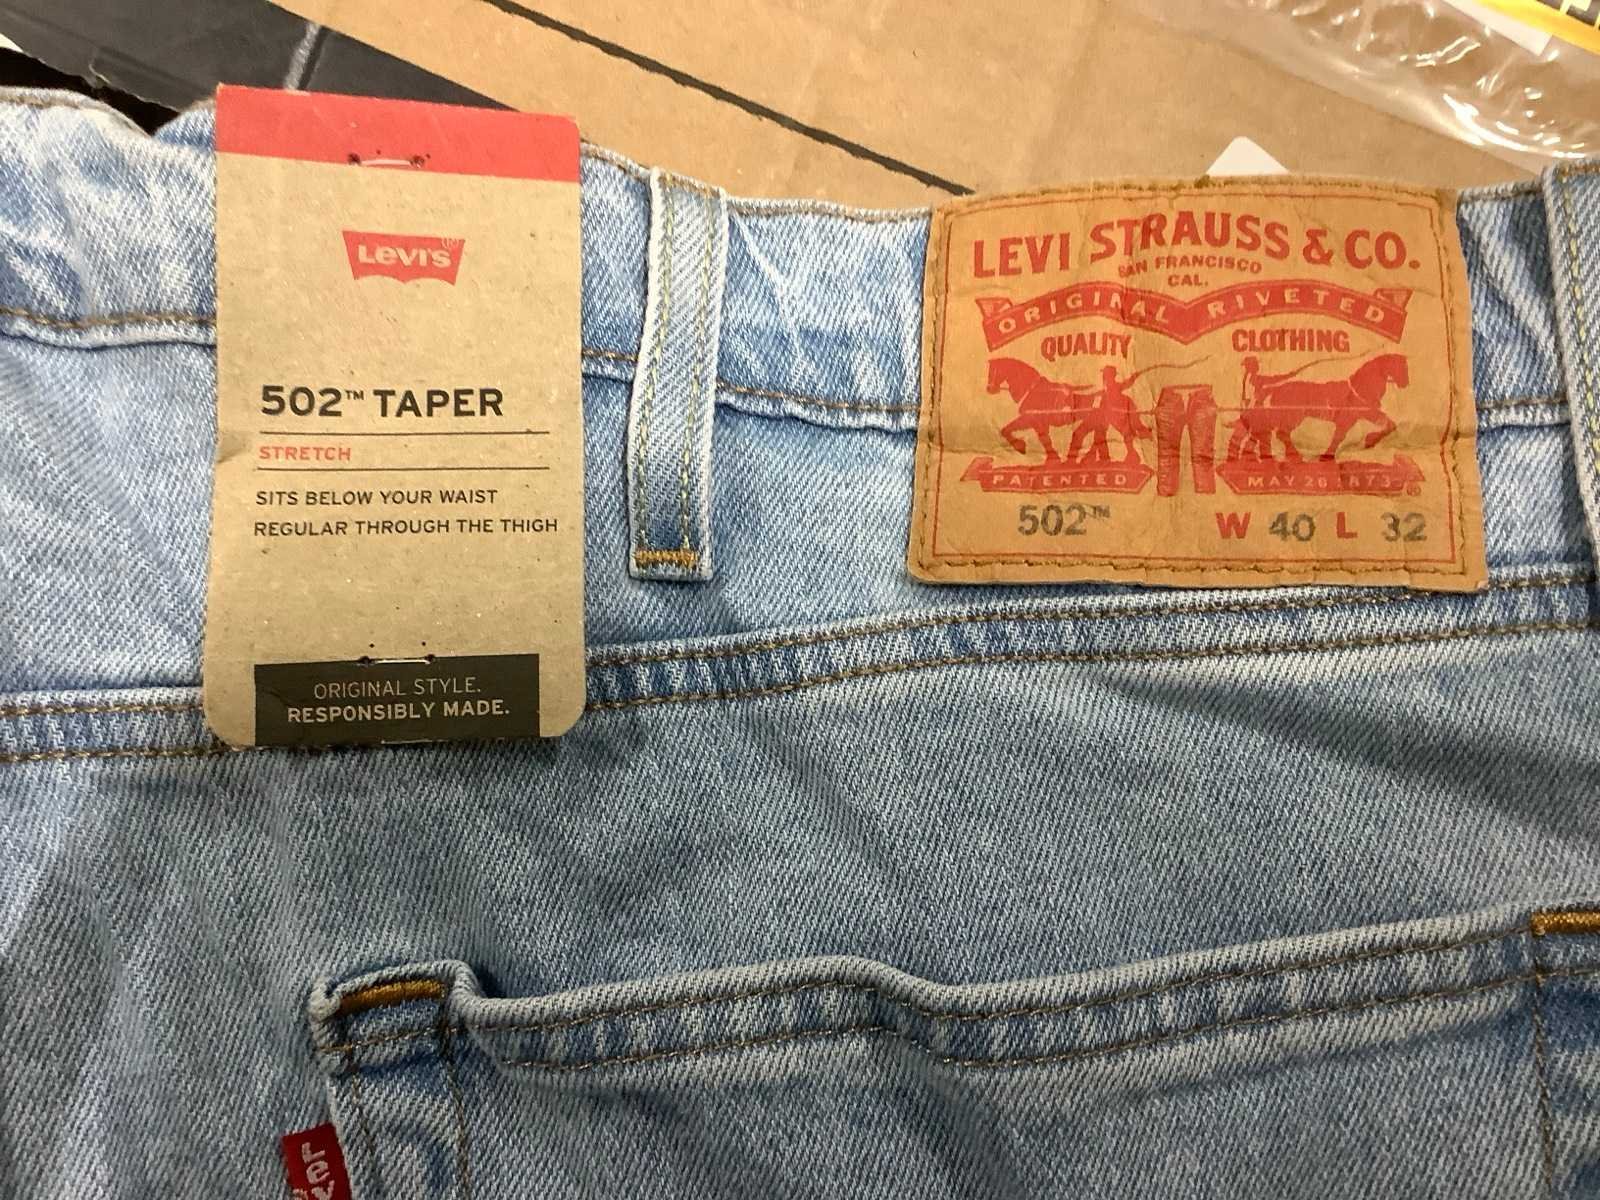 Levi's®
502™ TAPER
STRETCH
SITS BELOW YOUR WAIST
REGULAR THROUGH THE THIGH
ORIGINAL STYLE.
RESPONSIBLY MADE.
LEVI STRAUSS & CO.
SAN FRANCISCO
CAL.
ORIGINAL RIVETED
QUALITY CLOTHING
PATENTED MAY 20 1873 ®
502™ W 40 L 32
Lev